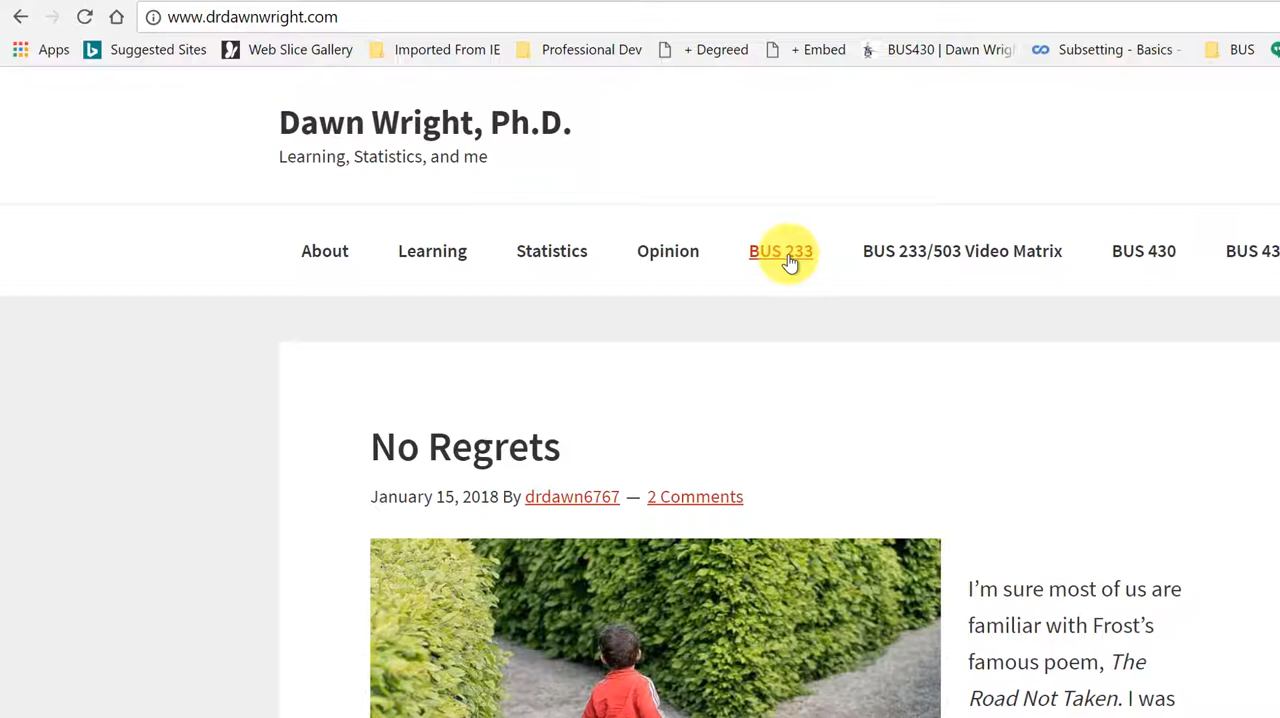 www.drdawnwright.com
Apps Suggested Sites Web Slice Gallery Imported From IE Professional Dev + Degreed + Embed BUS430 | Dawn Wrigh Subsetting - Basics - BUS
Dawn Wright, Ph.D.
Learning, Statistics, and me
About Learning Statistics Opinion BUS 233 BUS 233/503 Video Matrix BUS 430 BUS 43
No Regrets
January 15, 2018 By drdawn6767 — 2 Comments
I'm sure most of us are
familiar with Frost's
famous poem, The
Road Not Taken. I was